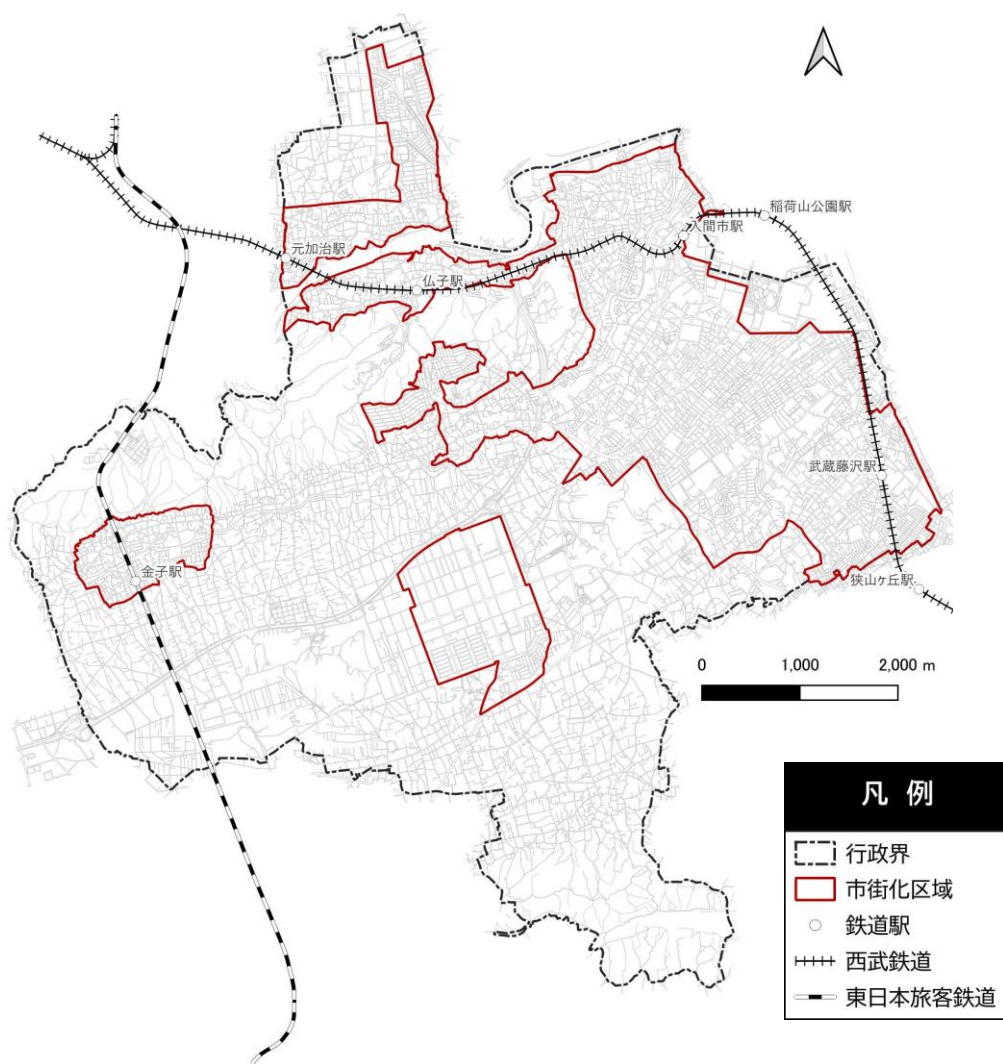 稲荷山公園駅
入間市駅
元加治駅
仏子駅
武蔵藤沢駅
金子駅
狭山ヶ丘駅
0 1,000 2,000 m
凡 例
行政界
市街化区域
鉄道駅
西武鉄道
東日本旅客鉄道